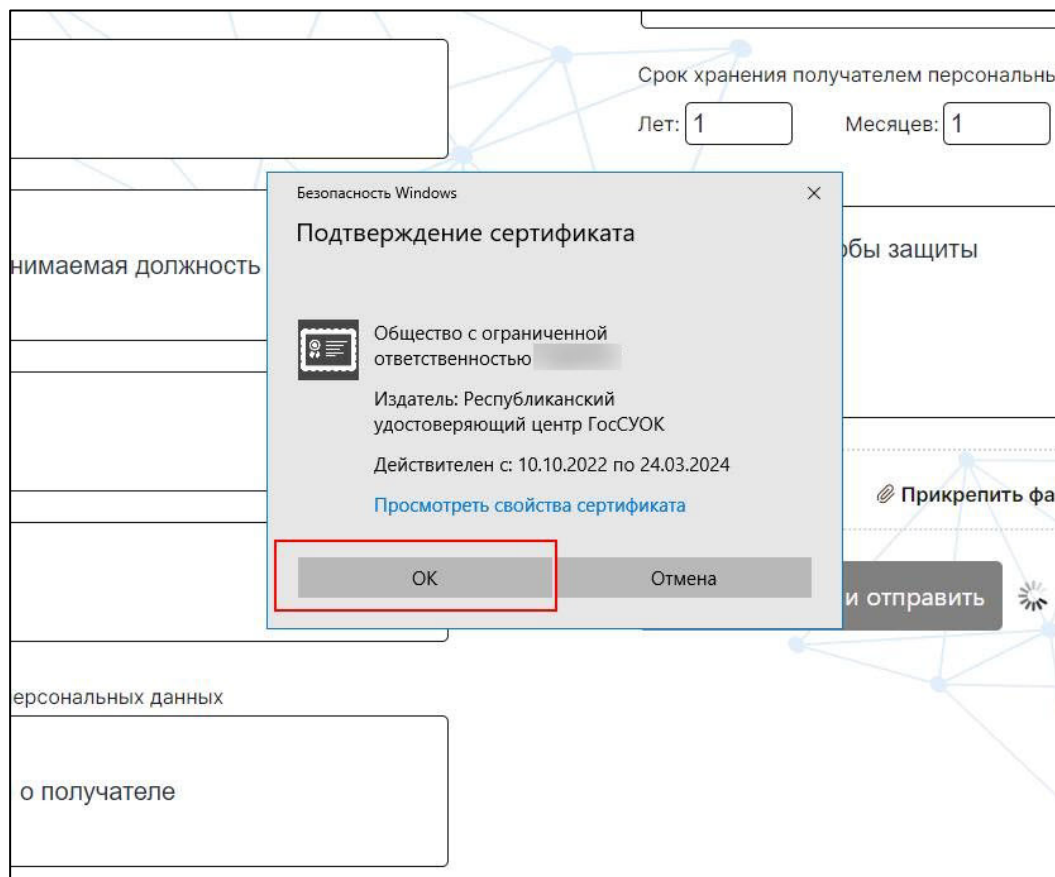 Срок хранения получателем персональны
Лет: 1 Месяцев: 1
Безопасность Windows
Подтверждение сертификата
нимаемая должность
обы защиты
Общество с ограниченной
ответственностью
Издатель: Республиканский
удостоверяющий центр ГосСУОК
Действителен с: 10.10.2022 по 24.03.2024
Просмотреть свойства сертификата
Прикрепить фа
ОК
Отмена
и отправить
ерсональных данных
о получателе